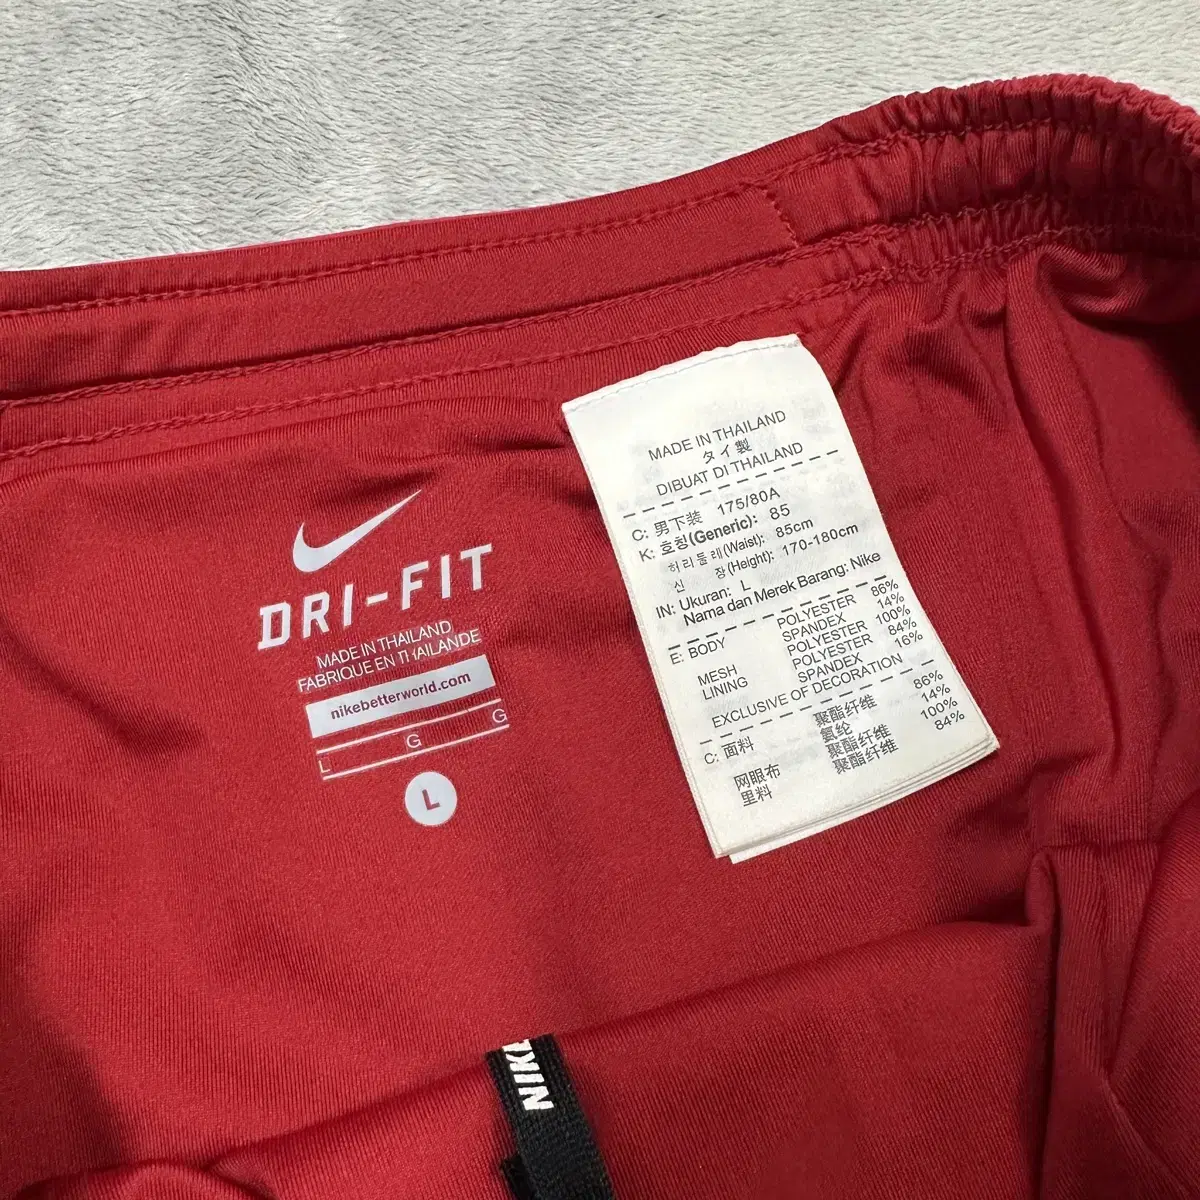 DRI-FIT
MADE IN THAILAND
FABRIQUE EN THAILANDE
nikebetterworld.com
L G G
L
MADE IN THAILAND
タイ製
DIBUAT DI THAILAND
C: 男下装 175/80A
K: 호칭(Generic): 85
허리둘레(Waist): 85cm
신 장(Height): 170-180cm
IN: Ukuran: L
Nama dan Merek Barang: Nike
E: BODY POLYESTER 86%
SPANDEX 14%
MESH POLYESTER 100%
LINING POLYESTER 84%
SPANDEX 16%
EXCLUSIVE OF DECORATION
C: 面料 聚酯纤维 86%
氨纶 14%
网眼布 聚酯纤维 100%
里料 聚酯纤维 84%
NIKE